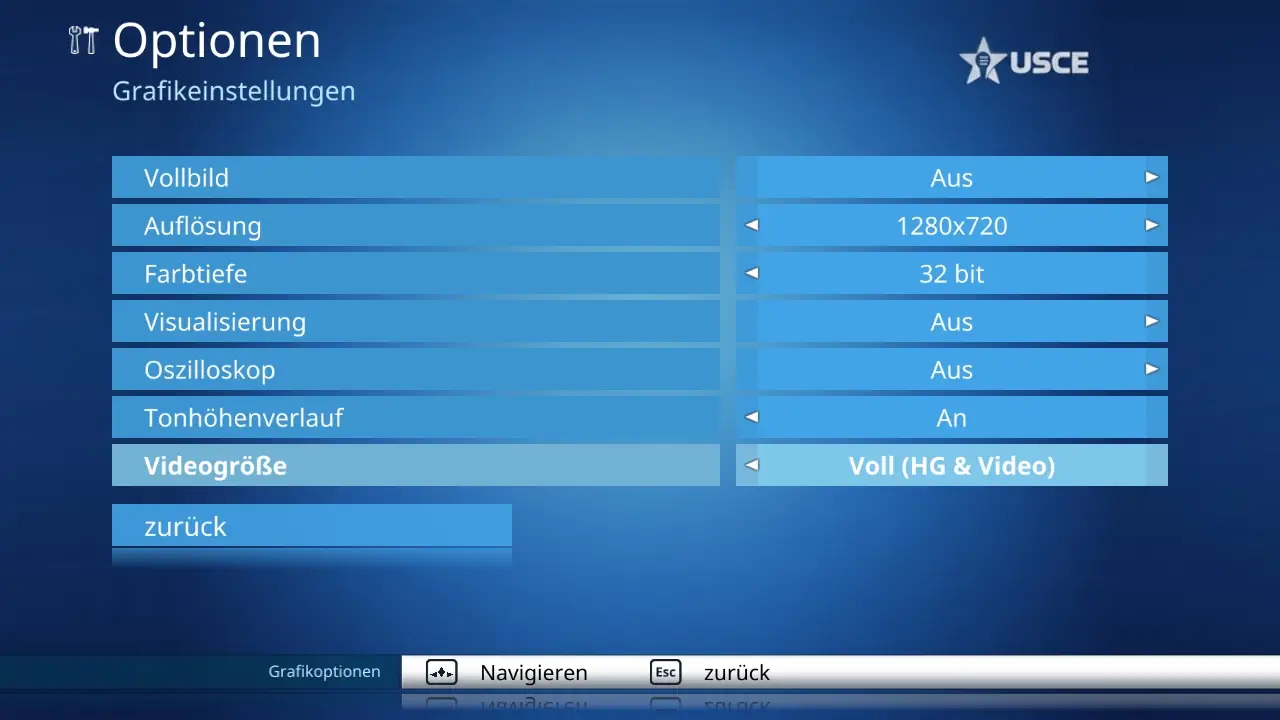 Optionen
USCE
Grafikeinstellungen
Vollbild Aus
Auflösung 1280x720
Farbtiefe 32 bit
Visualisierung Aus
Oszilloskop Aus
Tonhöhenverlauf An
Videogröße Voll (HG & Video)
zurück
Grafikoptionen Navigieren Esc zurück